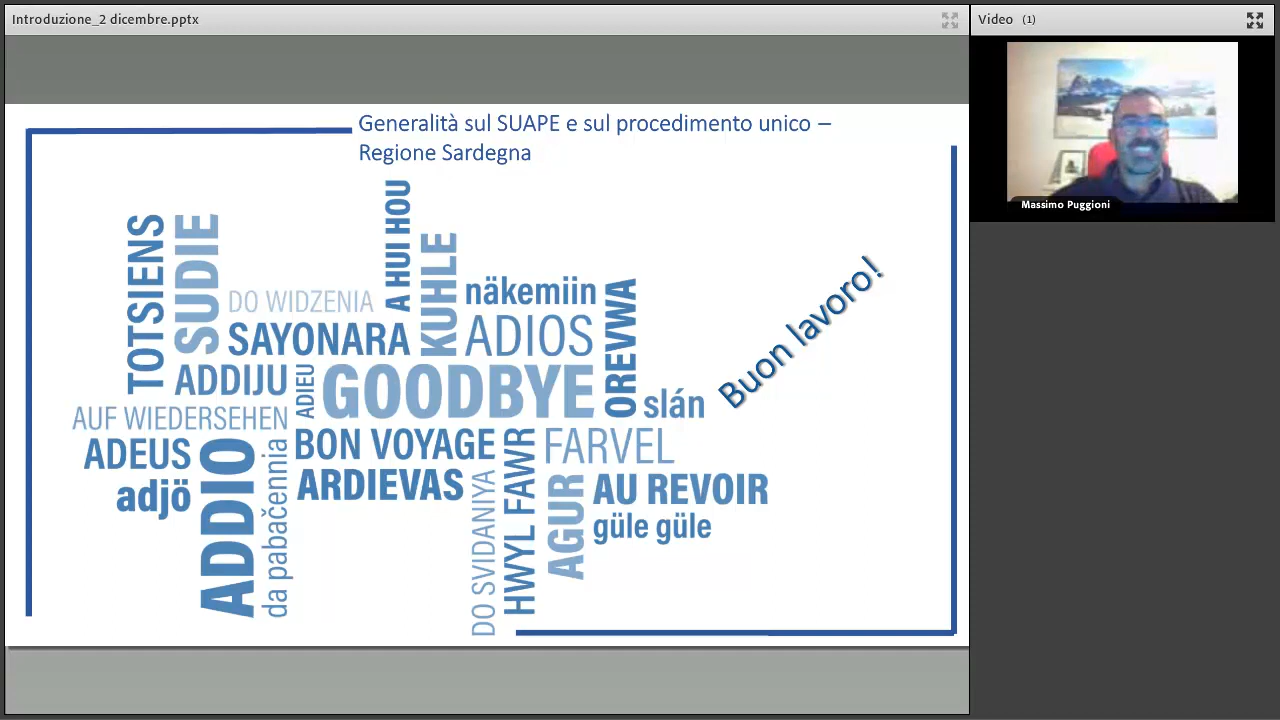 Introduzione_2 dicembre.pptx
Video (1)
Massimo Puggioni
Generalità sul SUAPE e sul procedimento unico –
Regione Sardegna
TOTSIENS
SUDIE
DO WIDZENIA
A HUI HOU
KUHLE
näkemiin
SAYONARA
ADIOS
OREVWA
ADDIJU
ADIEU
GOODBYE
slán
Buon lavoro!
AUF WIEDERSEHEN
ADEUS
adjö
ADDIO
da pabačennia
BON VOYAGE
ARDIEVAS
DO SVIDANIYA
HWYL FAWR
FARVEL
AGUR
AU REVOIR
güle güle